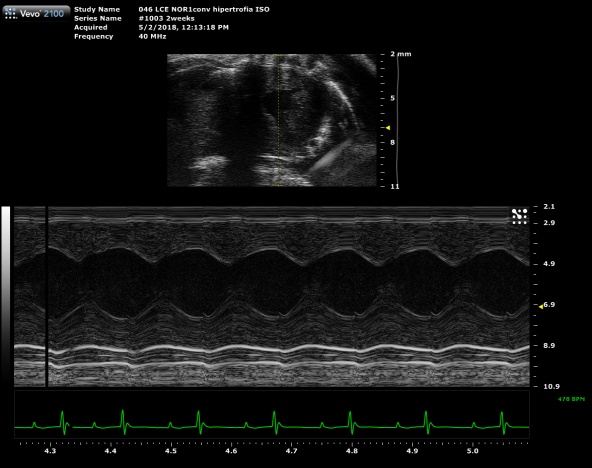 Vevo 2100
Study Name 046 LCE NOR1conv hipertrofia ISO
Series Name #1003 2weeks
Acquired 5/2/2018, 12:13:18 PM
Frequency 40 MHz
2 mm
5
8
11
2.1
2.9
4.9
6.9
8.9
10.9
478 BPM
4.3 4.4 4.5 4.6 4.7 4.8 4.9 5.0